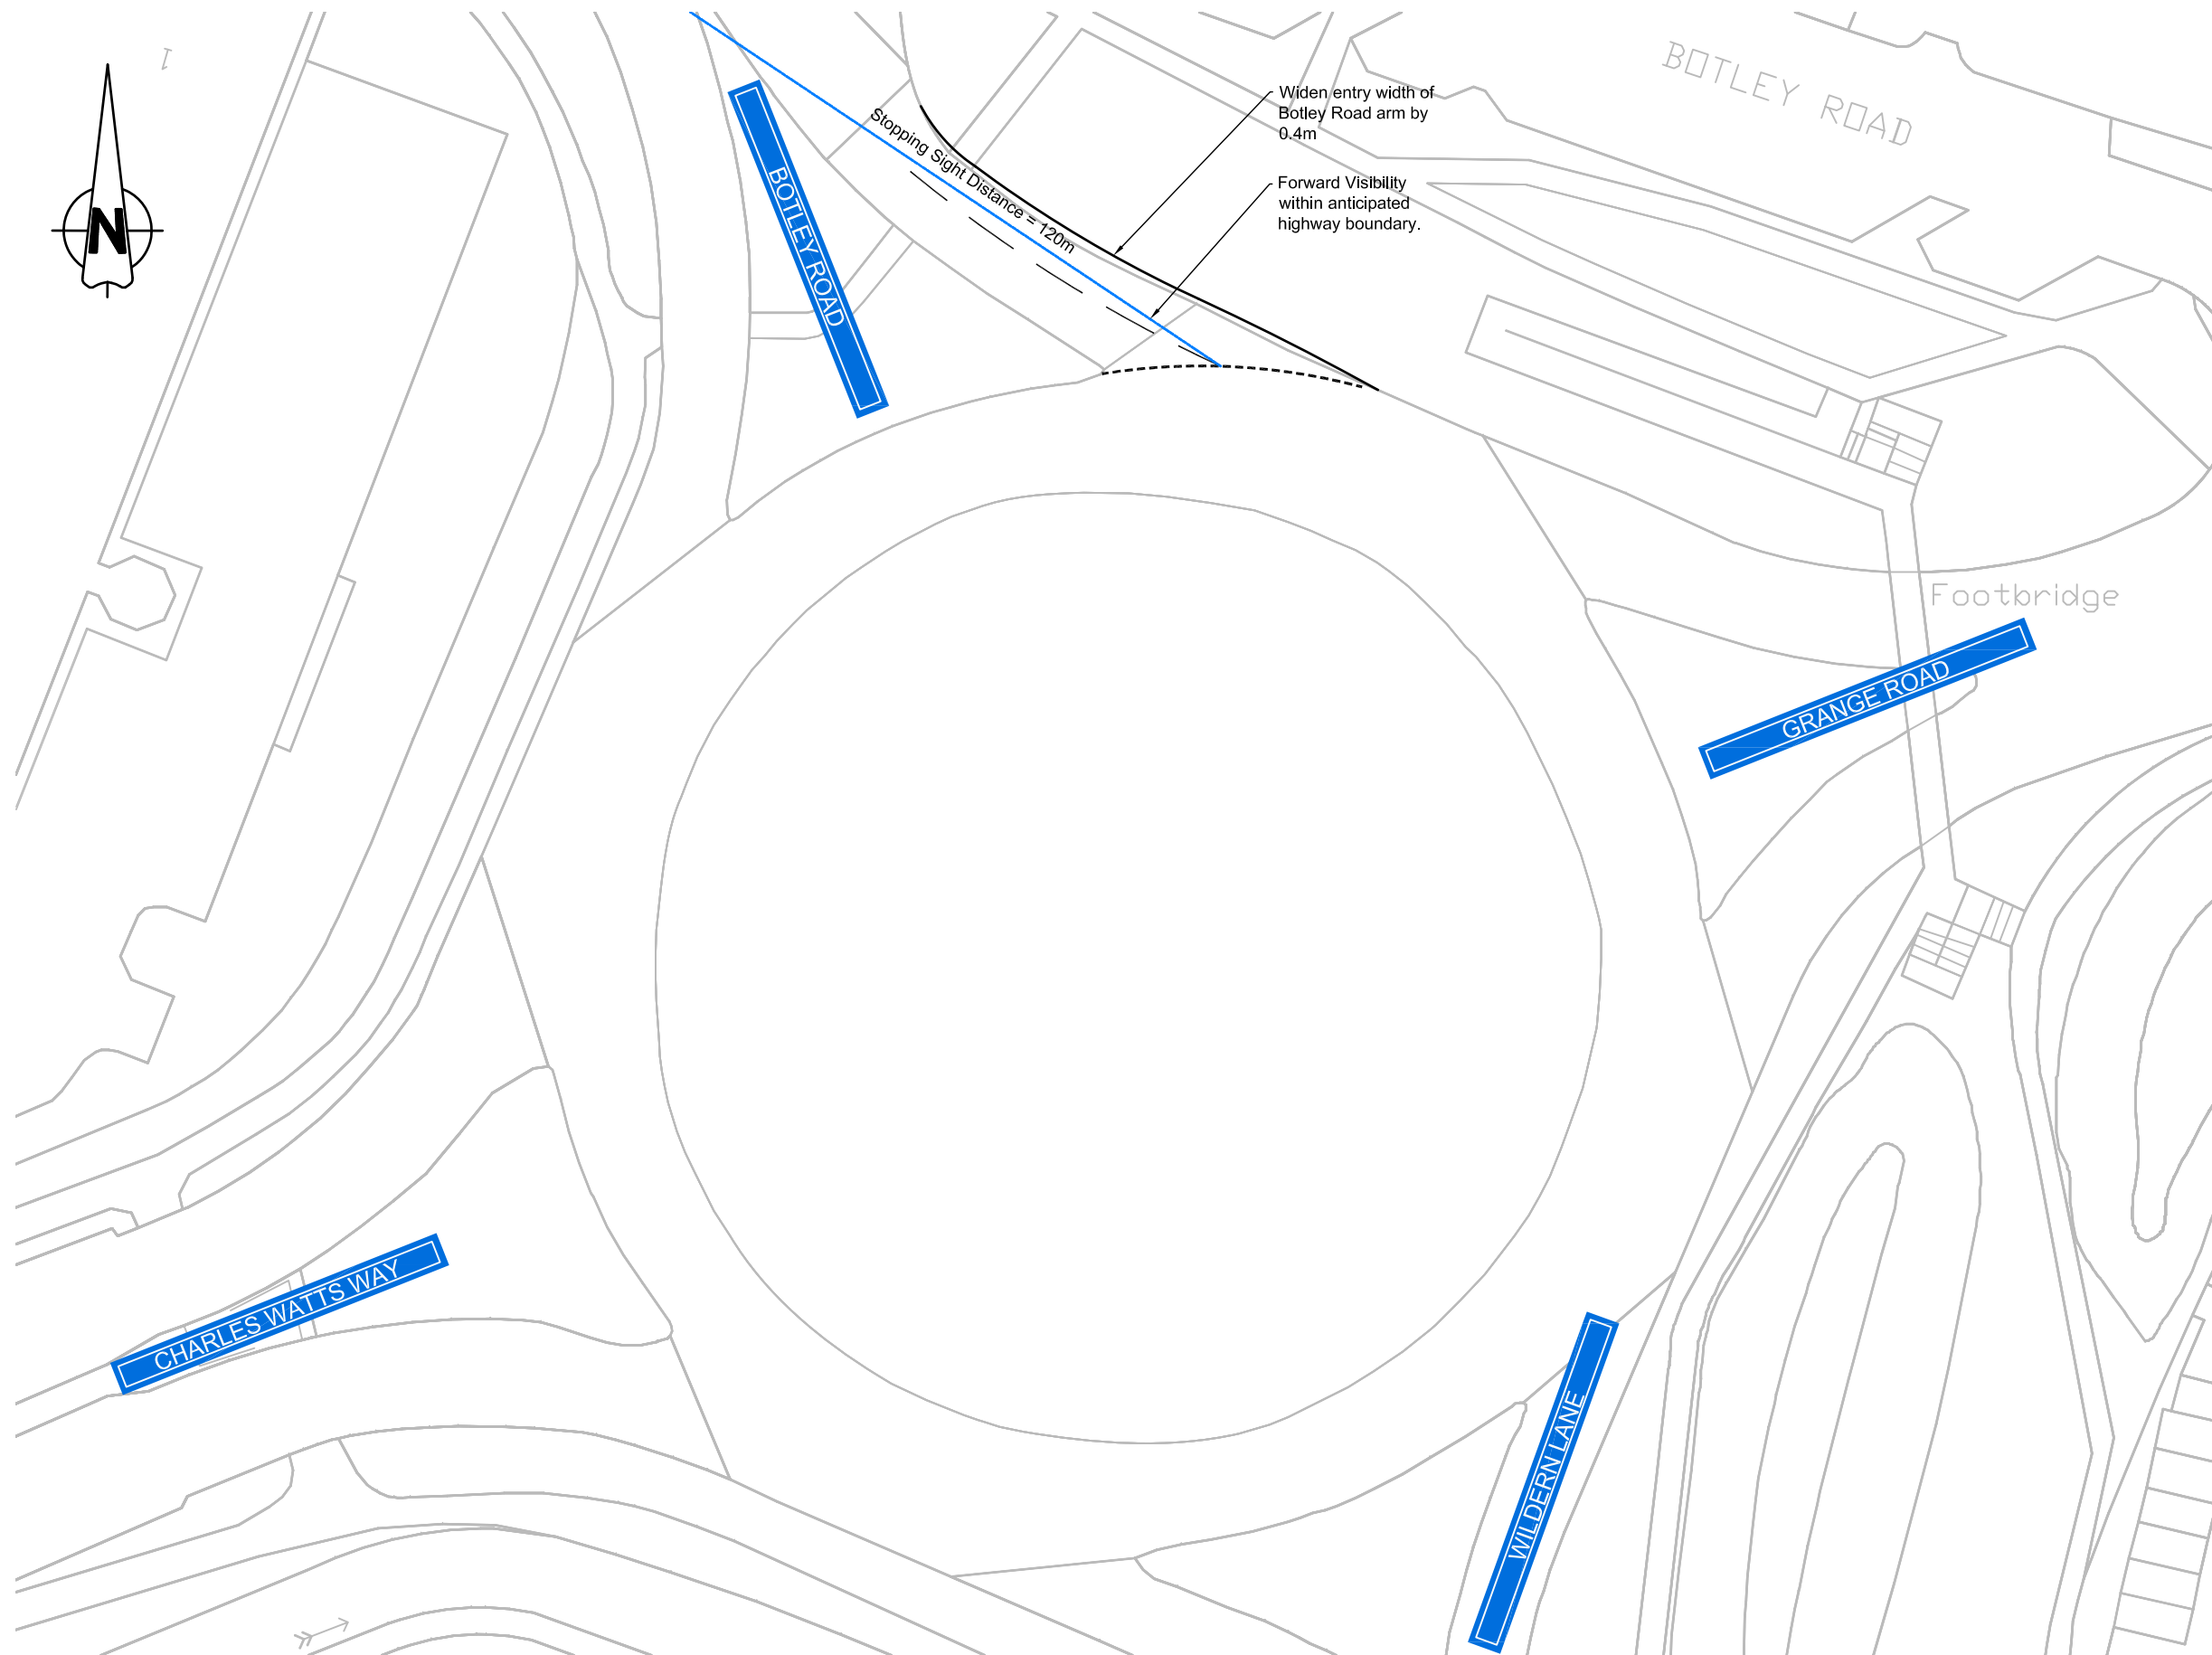 1
N
BOTLEY ROAD
Widen entry width of
Botley Road arm by
0.4m
Stopping Sight Distance = 120m
Forward Visibility
within anticipated
highway boundary.
BOTLEY ROAD
Footbridge
GRANGE ROAD
CHARLES WATTS WAY
WILDERN LANE